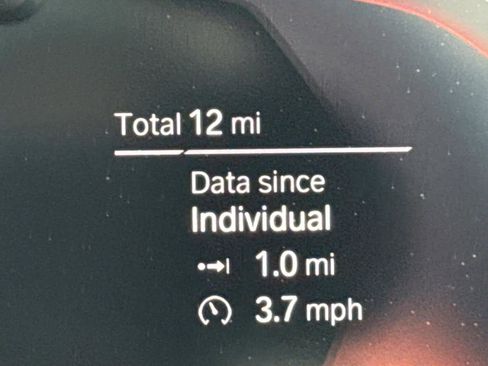 Total 12 mi
Data since
Individual
1.0 mi
3.7 mph